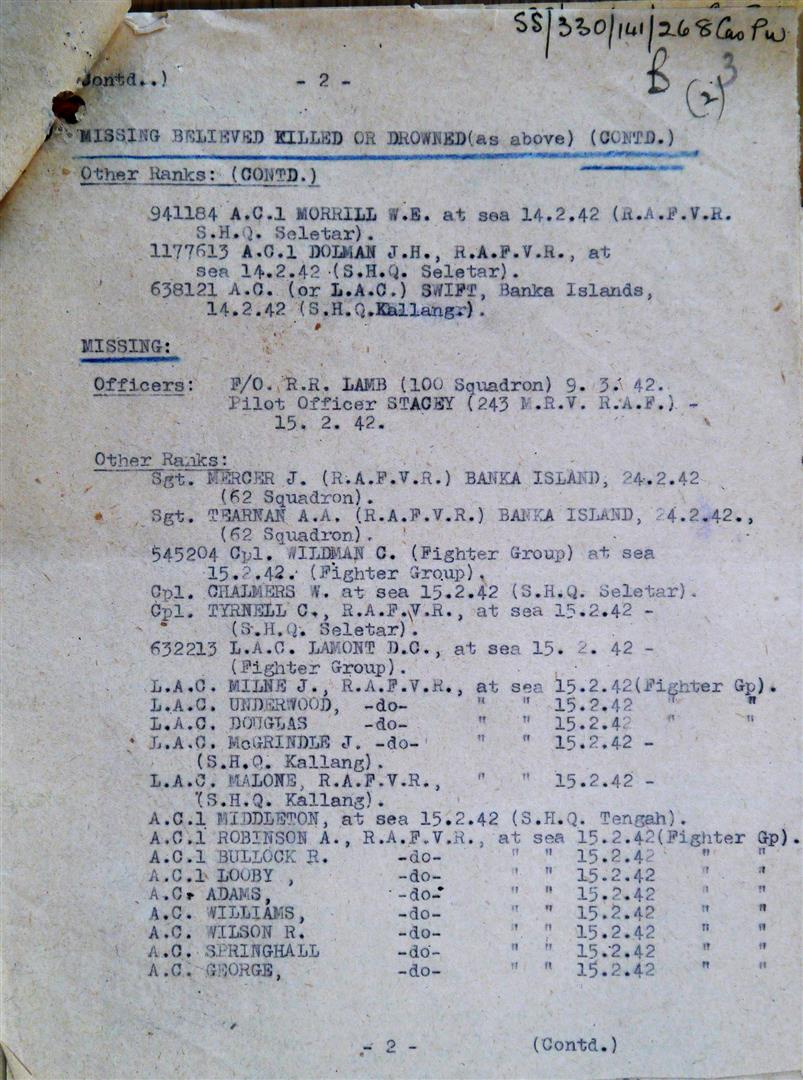 SS/330/141/268 Cas Pw
B
3
(2)
Contd..) - 2 -
MISSING BELIEVED KILLED OR DROWNED(as above) (CONTD.)
Other Ranks: (CONTD.)
941184 A.C.1 MORRILL W.E. at sea 14.2.42 (R.A.F.V.R.
S.H.Q. Seletar).
1177613 A.C.1 DOLMAN J.H., R.A.F.V.R., at
sea 14.2.42 (S.H.Q. Seletar).
638121 A.C. (or L.A.C.) SWIFT, Banka Islands,
14.2.42 (S.H.Q.Kallang).
MISSING:
Officers: F/O. R.R. LAMB (100 Squadron) 9. 3. 42.
Pilot Officer STACEY (243 M.R.V. R.A.F.) -
15. 2. 42.
Other Ranks:
Sgt. MERCER J. (R.A.F.V.R.) BANKA ISLAND, 24.2.42
(62 Squadron).
Sgt. TEARNAN A.A. (R.A.F.V.R.) BANKA ISLAND, 24.2.42.,
(62 Squadron).
545204 Cpl. WILDMAN C. (Fighter Group) at sea
15.2.42. (Fighter Group).
Cpl. CHALMERS W. at sea 15.2.42 (S.H.Q. Seletar).
Cpl. TYRNELL C., R.A.F.V.R., at sea 15.2.42 -
(S.H.Q. Seletar).
632213 L.A.C. LAMONT D.C., at sea 15. 2. 42 -
(Fighter Group).
L.A.C. MILNE J., R.A.F.V.R., at sea 15.2.42(Fighter Gp).
L.A.C. UNDERWOOD, -do- " " 15.2.42 " "
L.A.C. DOUGLAS -do- " " 15.2.42 " "
L.A.C. McGRINDLE J. -do- " " 15.2.42 -
(S.H.Q. Kallang).
L.A.C. MALONE, R.A.F.V.R., " " 15.2.42 -
(S.H.Q. Kallang).
A.C.1 MIDDLETON, at sea 15.2.42 (S.H.Q. Tengah).
A.C.1 ROBINSON A., R.A.F.V.R., at sea 15.2.42(Fighter Gp).
A.C.1 BULLOCK R. -do- " " 15.2.42 " "
A.C.1 LOOBY , -do- " " 15.2.42 " "
A.C. ADAMS, -do- " " 15.2.42 " "
A.C. WILLIAMS, -do- " " 15.2.42 " "
A.C. WILSON R. -do- " " 15.2.42 " "
A.C. SPRINGHALL -do- " " 15.2.42 " "
A.C. GEORGE, -do- " " 15.2.42 " "
- 2 - (Contd.)